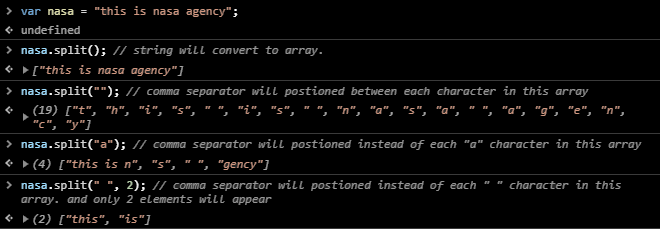 > var nasa = "this is nasa agency";
undefined
> nasa.split(); // string will convert to array.
["this is nasa agency"]
> nasa.split(""); // comma separator will postioned between each character in this array
(19) ["t", "h", "i", "s", " ", "i", "s", " ", "n", "a", "s", "a", " ", "a", "g", "e", "n",
"c", "y"]
> nasa.split("a"); // comma separator will postioned instead of each "a" character in this array
(4) ["this is n", "s", " ", "gency"]
> nasa.split(" ", 2); // comma separator will postioned instead of each " " character in this
array. and only 2 elements will appear
(2) ["this", "is"]